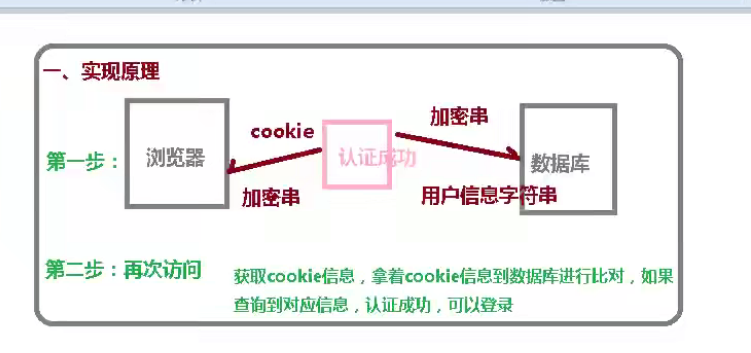 一、实现原理
cookie
加密串
第一步：
浏览器
认证成功
数据库
加密串
用户信息字符串
第二步：再次访问
获取cookie信息，拿着cookie信息到数据库进行比对，如果
查询到对应信息，认证成功，可以登录